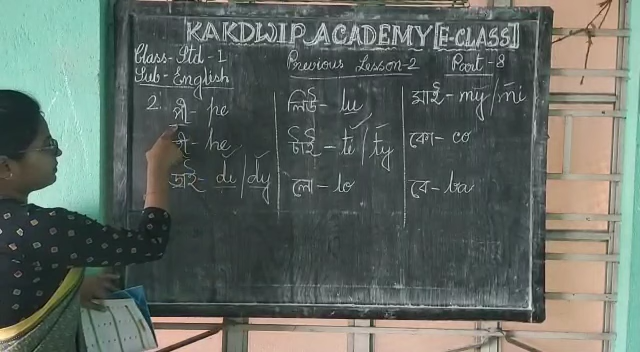 KAKDWIP ACADEMY [E-CLASS]
Class- Std - 1
Sub - English
Previous Lesson-2
Part - 8
2. পী - pe
হী - he
ডাই - di / dy
লিউ - lu
টাই - ti / ty
লো - lo
মাই - my / mi
কো - co
বে - ba